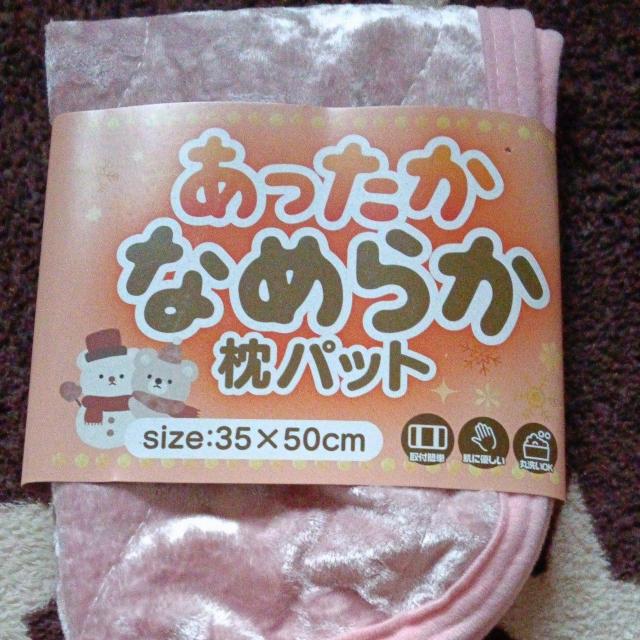 あったか
なめらか
枕パット
size:35×50cm
取付簡単
肌に優しい
丸洗いOK